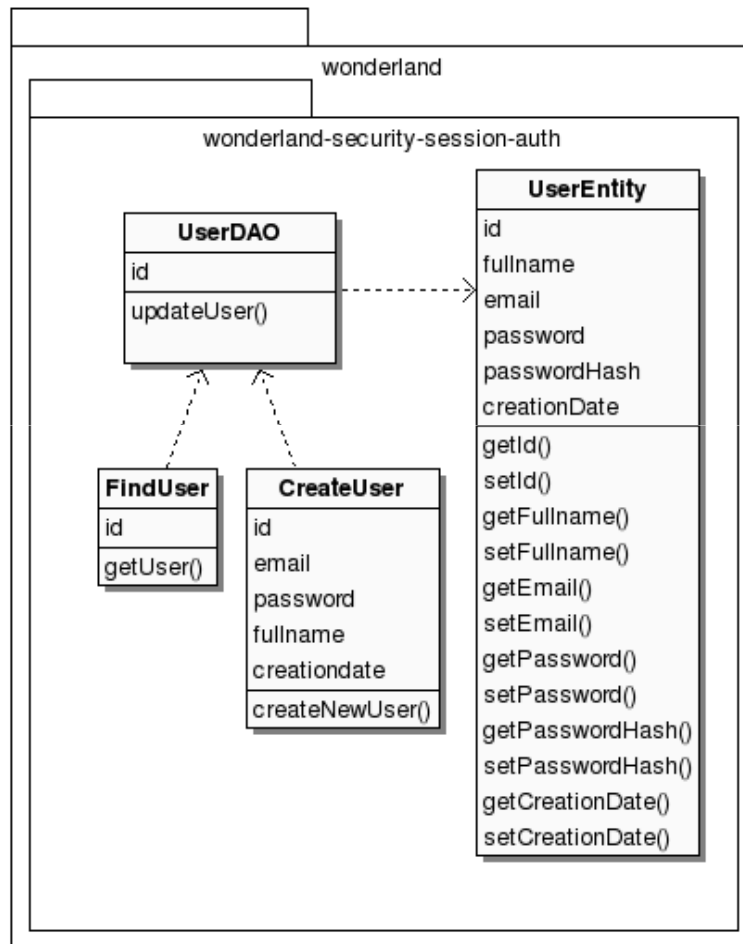 wonderland
wonderland-security-session-auth
UserDAO
id
updateUser()
UserEntity
id
fullname
email
password
passwordHash
creationDate
getId()
setId()
getFullname()
setFullname()
getEmail()
setEmail()
getPassword()
setPassword()
getPasswordHash()
setPasswordHash()
getCreationDate()
setCreationDate()
FindUser
id
getUser()
CreateUser
id
email
password
fullname
creationdate
createNewUser()